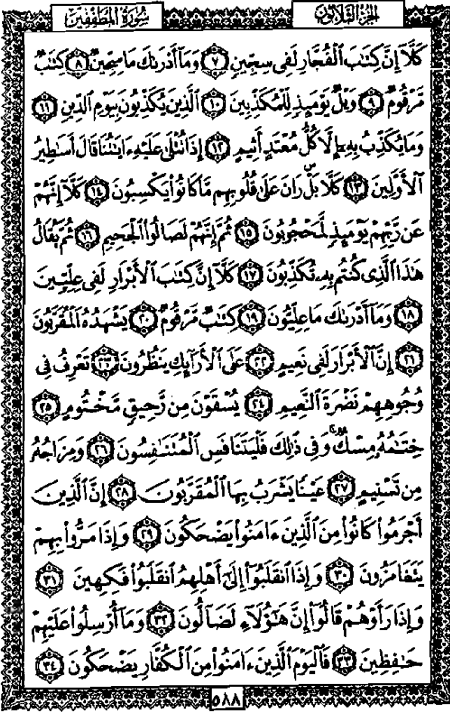 الجزء الثلاثون
سورة المطففين
كَلَّا إِنَّ كِتَٰبَ ٱلْفُجَّارِ لَفِى سِجِّينٍ ٧ وَمَآ أَدْرَىٰكَ مَا سِجِّينٌ ٨ كِتَٰبٌ
مَّرْقُومٌ ٩ وَيْلٌ يَوْمَئِذٍ لِّلْمُكَذِّبِينَ ١٠ ٱلَّذِينَ يُكَذِّبُونَ بِيَوْمِ ٱلدِّينِ ١١
وَمَا يُكَذِّبُ بِهِۦٓ إِلَّا كُلُّ مُعْتَدٍ أَثِيمٍ ١٢ إِذَا تُتْلَىٰ عَلَيْهِ ءَايَٰتُنَا قَالَ أَسَٰطِيرُ
ٱلْأَوَّلِينَ ١٣ كَلَّا بَلْ رَانَ عَلَىٰ قُلُوبِهِم مَّا كَانُوا۟ يَكْسِبُونَ ١٤ كَلَّآ إِنَّهُمْ
عَن رَّبِّهِمْ يَوْمَئِذٍ لَّمَحْجُوبُونَ ١٥ ثُمَّ إِنَّهُمْ لَصَالُوا۟ ٱلْجَحِيمِ ١٦ ثُمَّ يُقَالُ
هَٰذَا ٱلَّذِى كُنتُم بِهِۦ تُكَذِّبُونَ ١٧ كَلَّآ إِنَّ كِتَٰبَ ٱلْأَبْرَارِ لَفِى عِلِّيِّينَ
١٨ وَمَآ أَدْرَىٰكَ مَا عِلِّيُّونَ ١٩ كِتَٰبٌ مَّرْقُومٌ ٢٠ يَشْهَدُهُ ٱلْمُقَرَّبُونَ
٢١ إِنَّ ٱلْأَبْرَارَ لَفِى نَعِيمٍ ٢٢ عَلَى ٱلْأَرَآئِكِ يَنظُرُونَ ٢٣ تَعْرِفُ فِى
وُجُوهِهِمْ نَضْرَةَ ٱلنَّعِيمِ ٢٤ يُسْقَوْنَ مِن رَّحِيقٍ مَّخْتُومٍ ٢٥
خِتَٰمُهُۥ مِسْكٌ وَفِى ذَٰلِكَ فَلْيَتَنَافَسِ ٱلْمُتَنَٰفِسُونَ ٢٦ وَمِزَاجُهُۥ
مِن تَسْنِيمٍ ٢٧ عَيْنًا يَشْرَبُ بِهَا ٱلْمُقَرَّبُونَ ٢٨ إِنَّ ٱلَّذِينَ
أَجْرَمُوا۟ كَانُوا۟ مِنَ ٱلَّذِينَ ءَامَنُوا۟ يَضْحَكُونَ ٢٩ وَإِذَا مَرُّوا۟ بِهِمْ
يَتَغَامَزُونَ ٣٠ وَإِذَا ٱنقَلَبُوٓا۟ إِلَىٰٓ أَهْلِهِمُ ٱنقَلَبُوا۟ فَكِهِينَ ٣١
وَإِذَا رَأَوْهُمْ قَالُوٓا۟ إِنَّ هَٰٓؤُلَآءِ لَضَآلُّونَ ٣٢ وَمَآ أُرْسِلُوا۟ عَلَيْهِمْ
حَٰفِظِينَ ٣٣ فَٱلْيَوْمَ ٱلَّذِينَ ءَامَنُوا۟ مِنَ ٱلْكُفَّارِ يَضْحَكُونَ ٣٤
٥٨٨